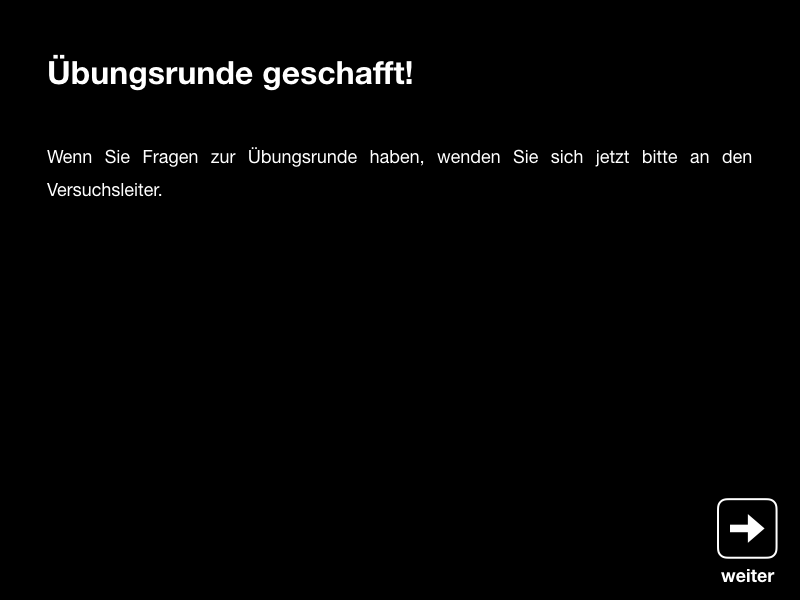 Übungsrunde geschafft!
Wenn Sie Fragen zur Übungsrunde haben, wenden Sie sich jetzt bitte an den
Versuchsleiter.
weiter